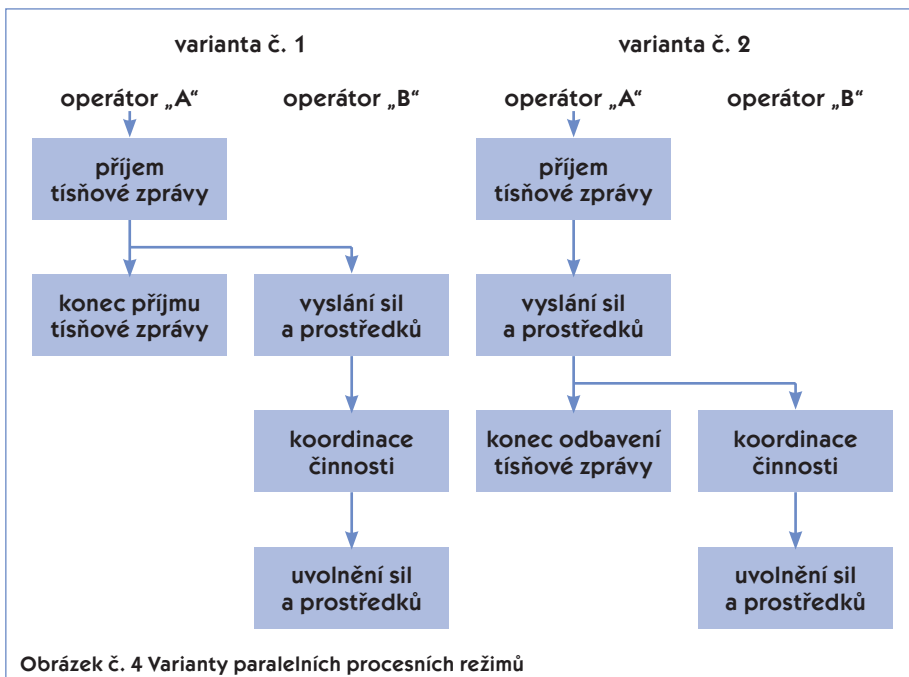 varianta č. 1
operátor „A“
operátor „B“
příjem
tísňové zprávy
konec příjmu
tísňové zprávy
vyslání sil
a prostředků
koordinace
činnosti
uvolnění sil
a prostředků
varianta č. 2
operátor „A“
operátor „B“
příjem
tísňové zprávy
vyslání sil
a prostředků
konec odbavení
tísňové zprávy
koordinace
činnosti
uvolnění sil
a prostředků
Obrázek č. 4 Varianty paralelních procesních režimů